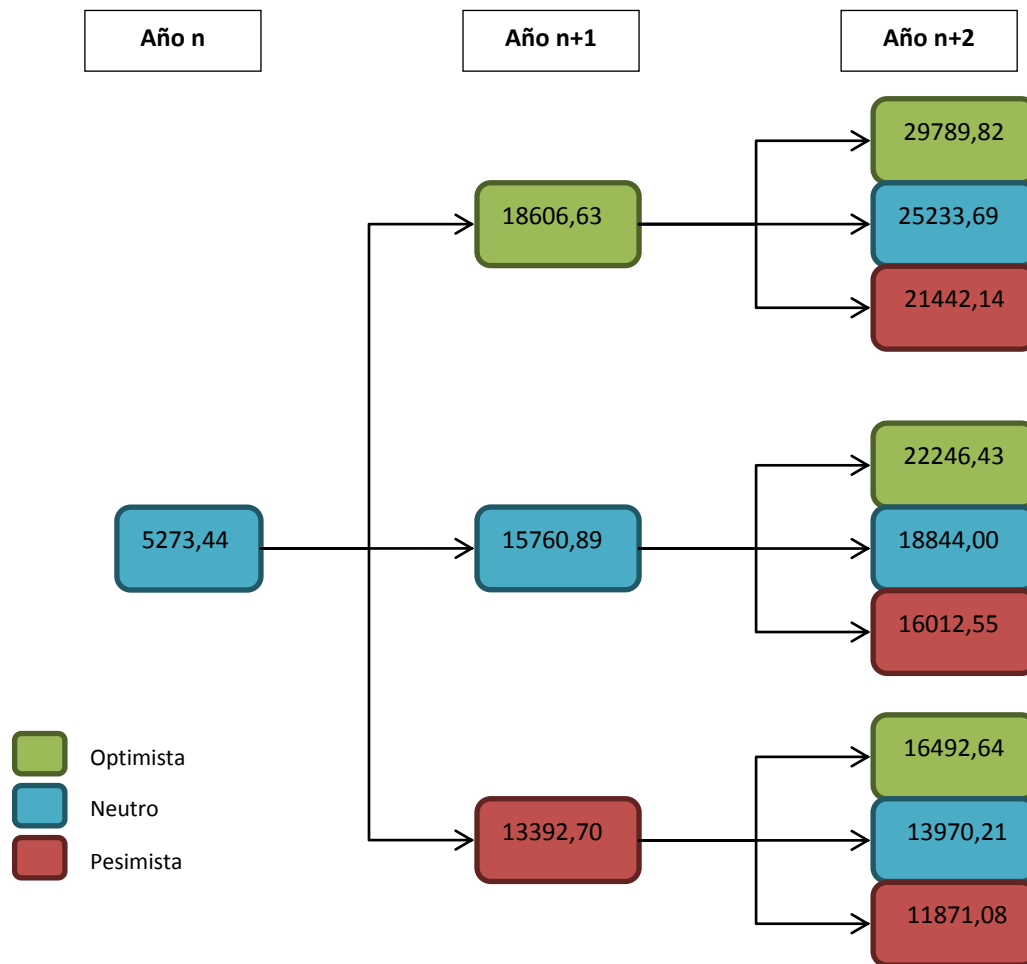 Año n
Año n+1
Año n+2
29789,82
18606,63
25233,69
21442,14
22246,43
5273,44
15760,89
18844,00
16012,55
16492,64
Optimista
Neutro
13392,70
13970,21
Pesimista
11871,08